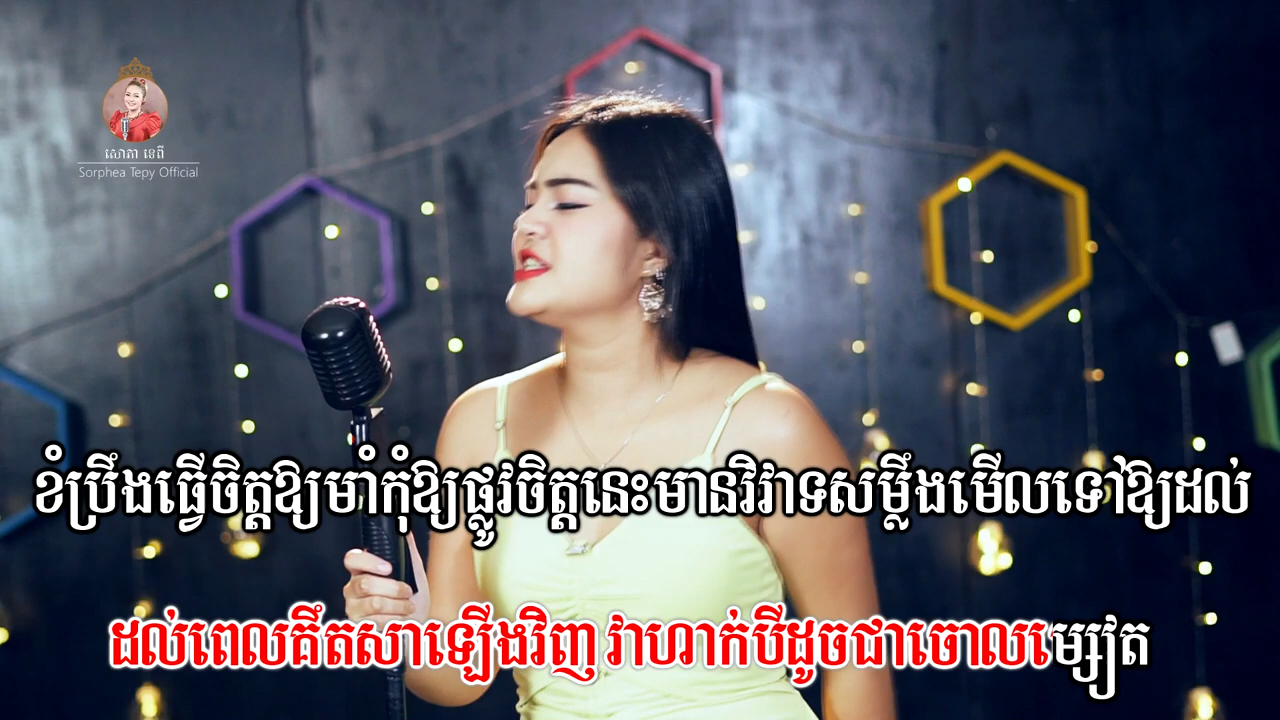 សោភា ទេពី
Sorphea Tepy Official
ខំប្រឹងធ្វើចិត្តឱ្យមាំកុំឱ្យផ្លូវចិត្តនេះមានវិវាទសម្លឹងមើលទៅឱ្យដល់
ដល់ពេលគឹតសាឡើងវិញ វាហាក់បីដូចជាចោលម្សៀត